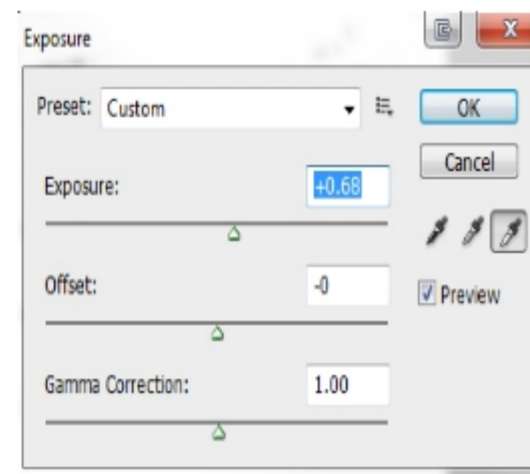 Exposure
Preset: Custom
OK
Cancel
Exposure: +0.68
Offset: -0
Preview
Gamma Correction: 1.00